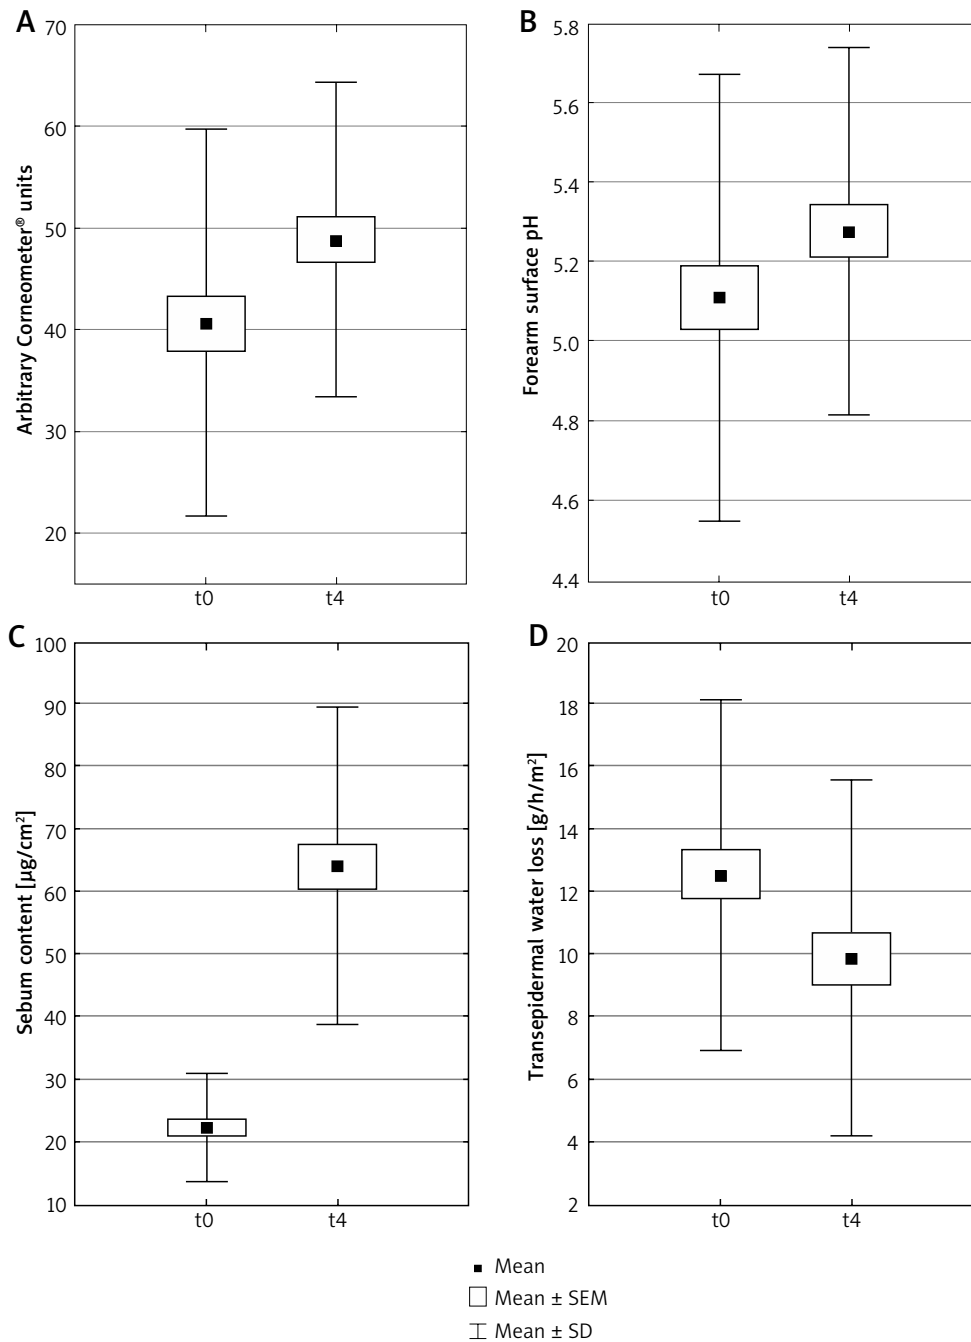 A
70
60
50
40
30
20
Arbitrary Corneometer® units
t0 t4
B
5.8
5.6
5.4
5.2
5.0
4.8
4.6
4.4
Forearm surface pH
t0 t4
C
100
90
80
70
60
50
40
30
20
10
Sebum content [µg/cm²]
t0 t4
D
20
18
16
14
12
10
8
6
4
2
Transepidermal water loss [g/h/m²]
t0 t4
Mean
Mean ± SEM
Mean ± SD